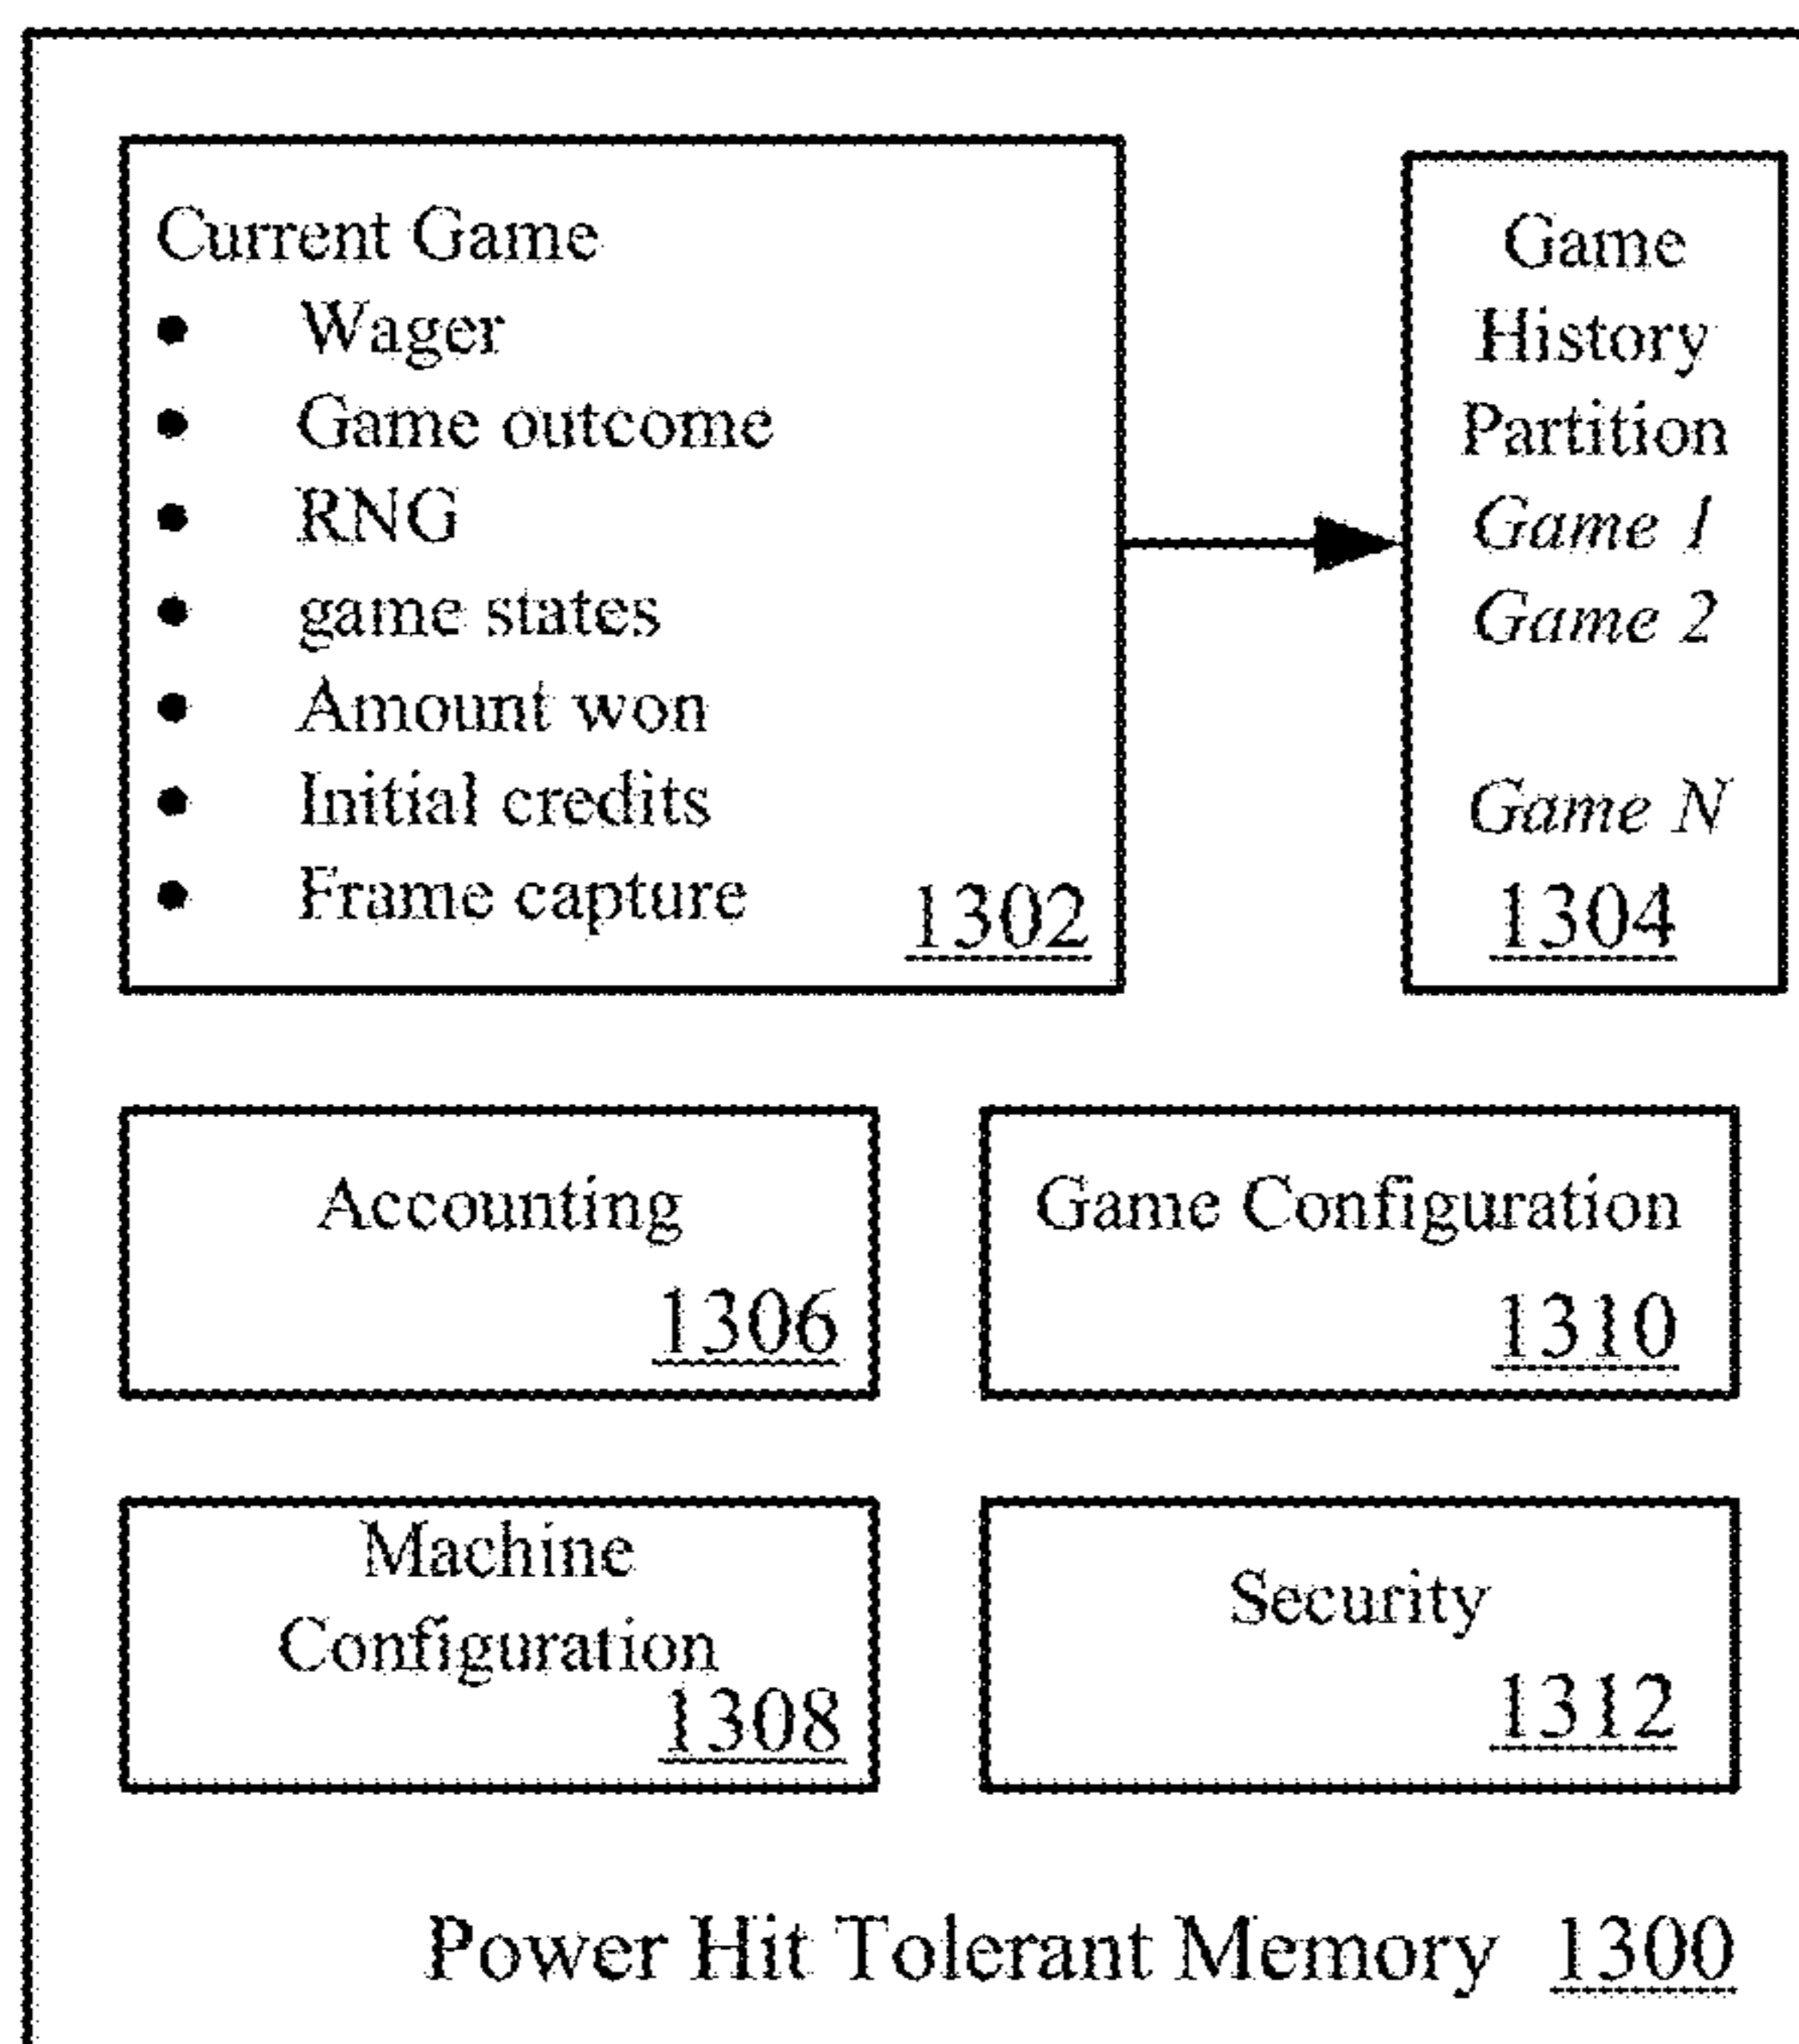 Current Game
• Wager
• Game outcome
• RNG
• game states
• Amount won
• Initial credits
• Frame capture
1302
Game
History
Partition
Game 1
Game 2
Game N
1304
Accounting
1306
Game Configuration
1310
Machine
Configuration
1308
Security
1312
Power Hit Tolerant Memory 1300